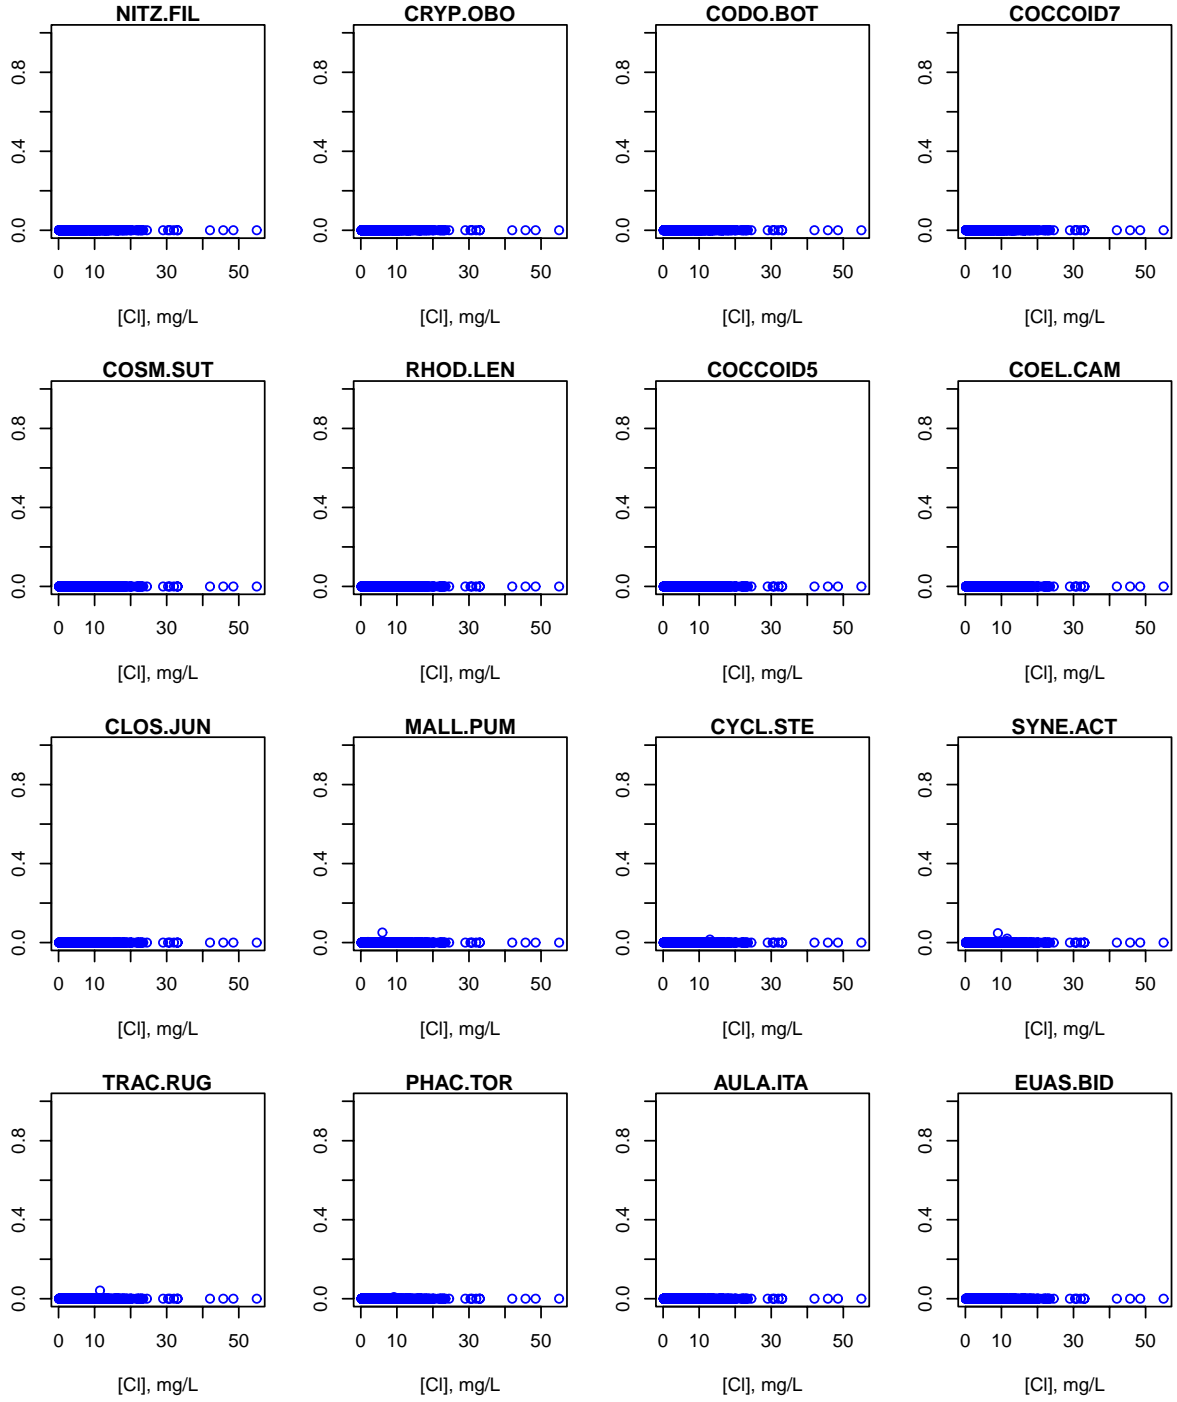 NITZ.FIL CRYP.OBO CODO.BOT COCCOID7
0.8 0.8 0.8 0.8
0.4 0.4 0.4 0.4
0.0 0.0 0.0 0.0
0 10 30 50 0 10 30 50 0 10 30 50 0 10 30 50
[Cl], mg/L [Cl], mg/L [Cl], mg/L [Cl], mg/L
COSM.SUT RHOD.LEN COCCOID5 COEL.CAM
0.8 0.8 0.8 0.8
0.4 0.4 0.4 0.4
0.0 0.0 0.0 0.0
0 10 30 50 0 10 30 50 0 10 30 50 0 10 30 50
[Cl], mg/L [Cl], mg/L [Cl], mg/L [Cl], mg/L
CLOS.JUN MALL.PUM CYCL.STE SYNE.ACT
0.8 0.8 0.8 0.8
0.4 0.4 0.4 0.4
0.0 0.0 0.0 0.0
0 10 30 50 0 10 30 50 0 10 30 50 0 10 30 50
[Cl], mg/L [Cl], mg/L [Cl], mg/L [Cl], mg/L
TRAC.RUG PHAC.TOR AULA.ITA EUAS.BID
0.8 0.8 0.8 0.8
0.4 0.4 0.4 0.4
0.0 0.0 0.0 0.0
0 10 30 50 0 10 30 50 0 10 30 50 0 10 30 50
[Cl], mg/L [Cl], mg/L [Cl], mg/L [Cl], mg/L